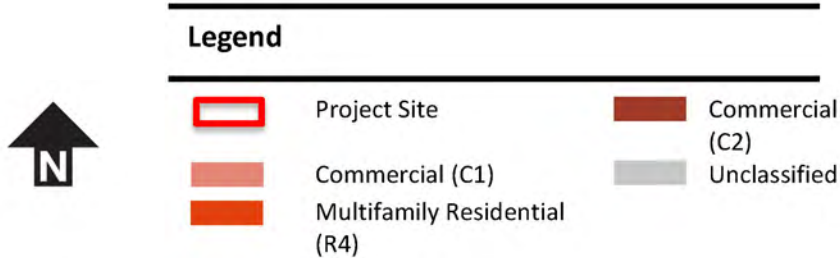 Legend
N
Project Site
Commercial (C1)
Multifamily Residential
(R4)
Commercial
(C2)
Unclassified